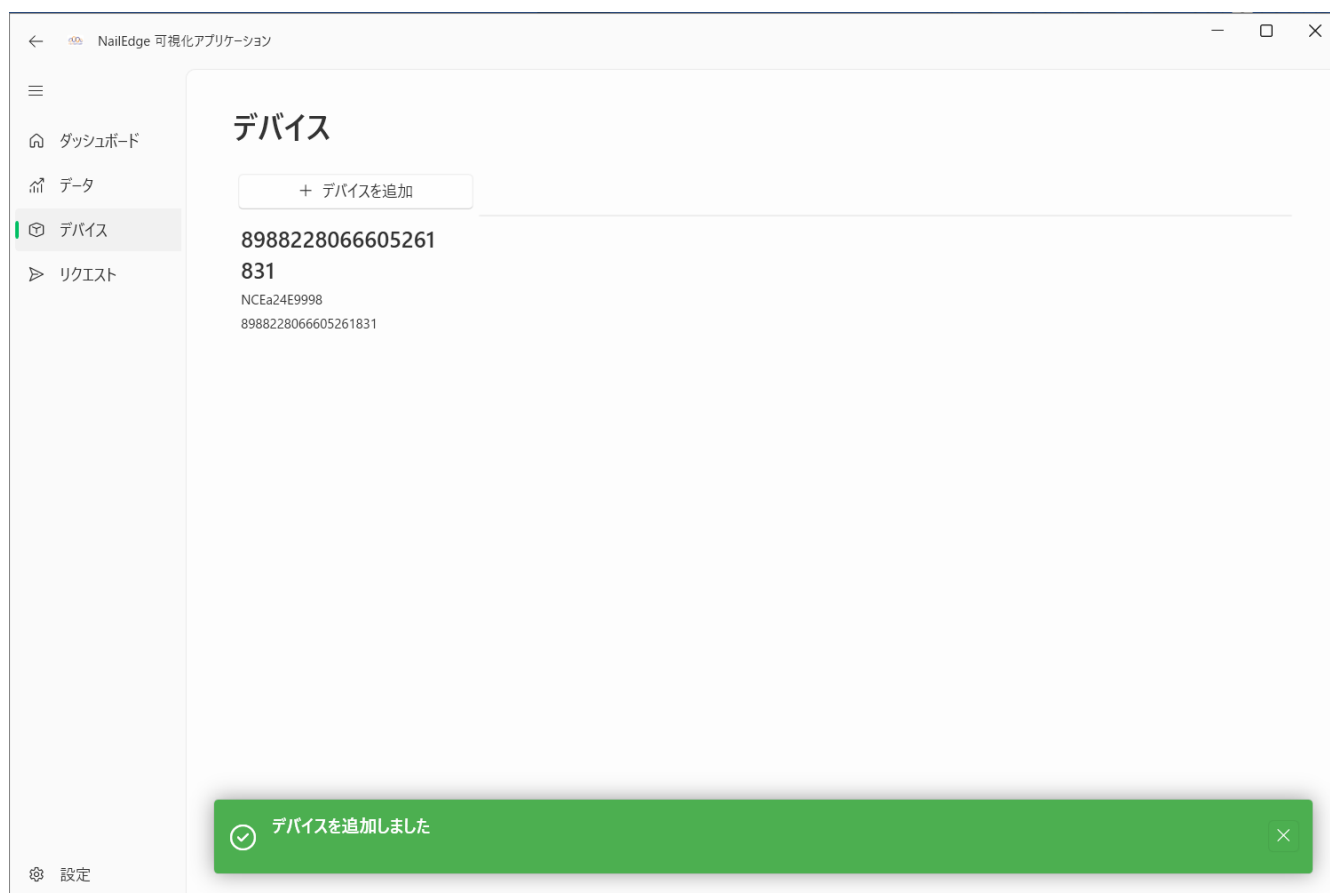 NailEdge 可視化アプリケーション
ダッシュボード
データ
デバイス
リクエスト
設定
デバイス
＋ デバイスを追加
8988228066605261
831
NCEa24E9998
8988228066605261831
デバイスを追加しました